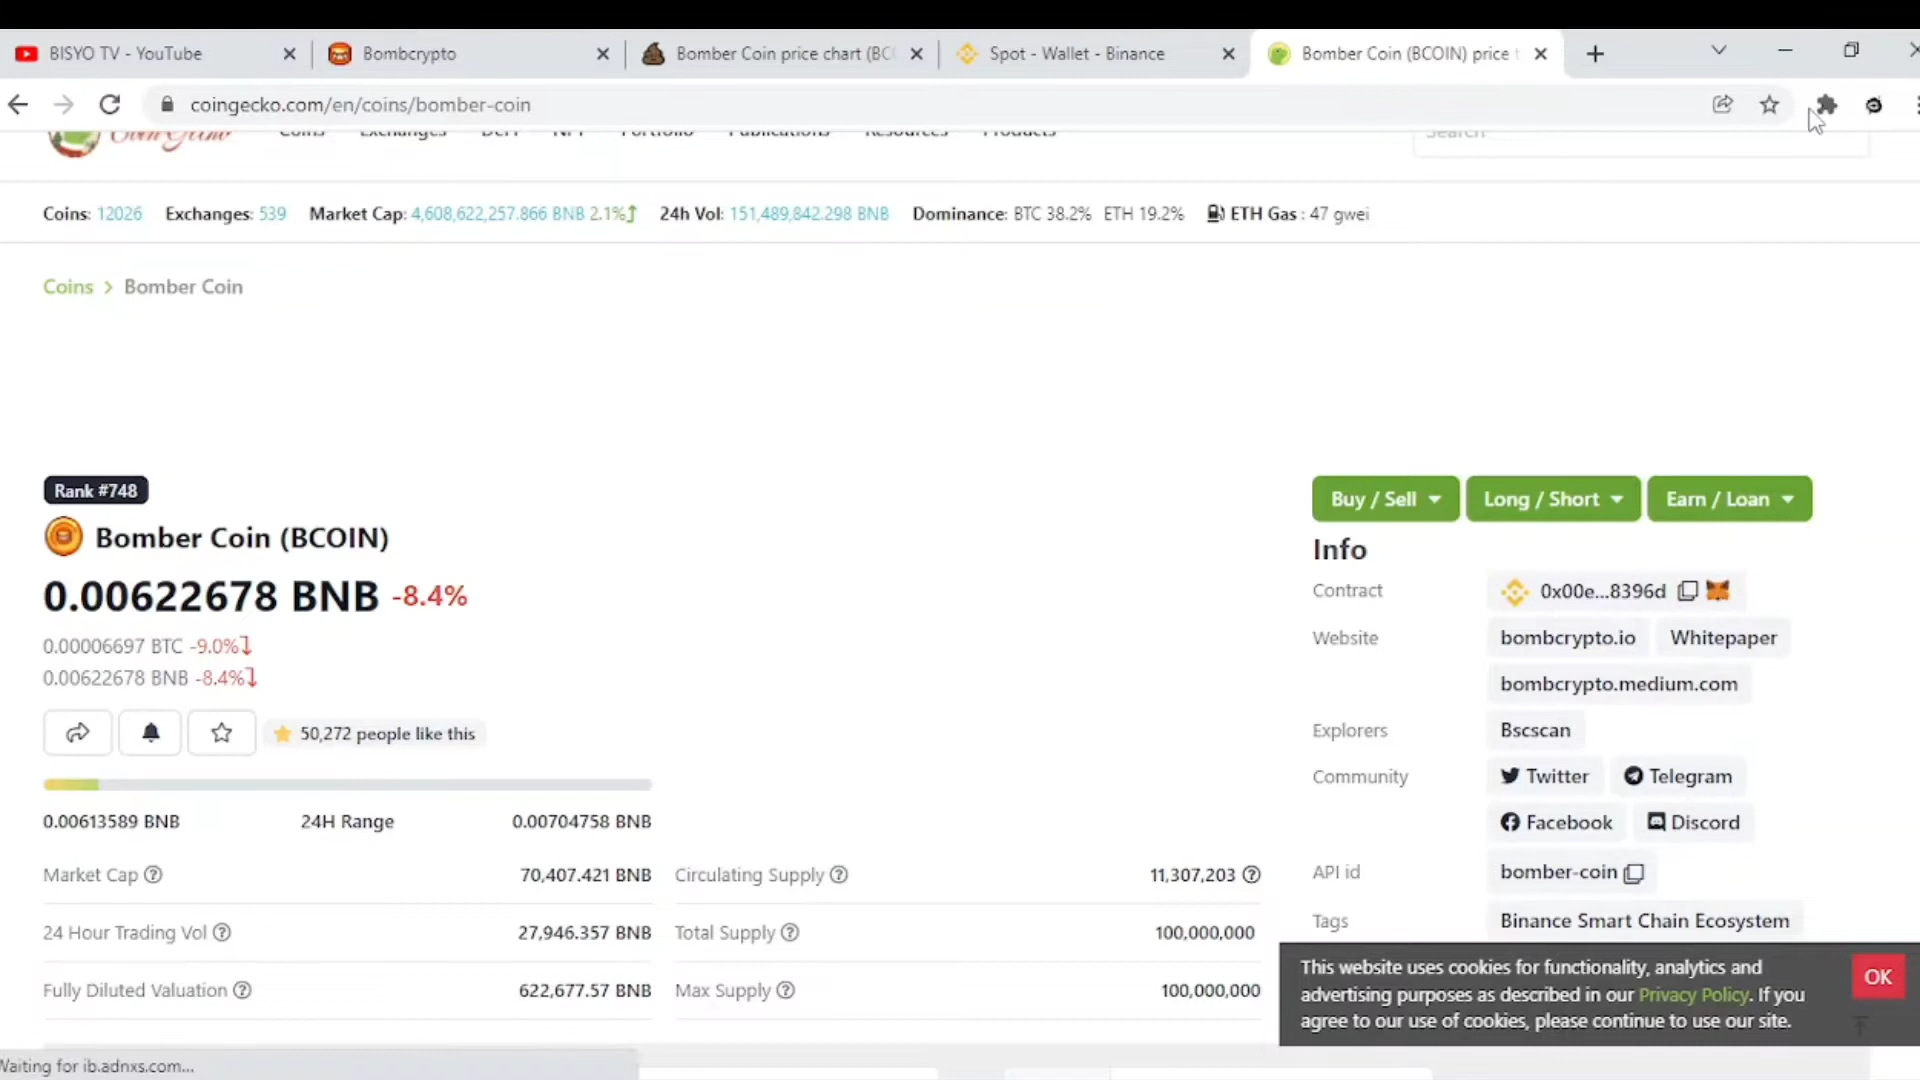 BISYO TV - YouTube
Bombcrypto
Bomber Coin price chart (BC
Spot - Wallet - Binance
Bomber Coin (BCOIN) price
coingecko.com/en/coins/bomber-coin
Coins Exchanges DeFi NFT Portfolio Publications Resources Products
Search
Coins: 12026 Exchanges: 539 Market Cap: 4,608,622,257.866 BNB 2.1% 24h Vol: 151,489,842.298 BNB Dominance: BTC 38.2% ETH 19.2% ETH Gas : 47 gwei
Coins > Bomber Coin
Rank #748
Bomber Coin (BCOIN)
0.00622678 BNB -8.4%
0.00006697 BTC -9.0%
0.00622678 BNB -8.4%
50,272 people like this
0.00613589 BNB 24H Range 0.00704758 BNB
Market Cap 70,407.421 BNB
Circulating Supply 11,307,203
24 Hour Trading Vol 27,946.357 BNB
Total Supply 100,000,000
Fully Diluted Valuation 622,677.57 BNB
Max Supply 100,000,000
Buy / Sell Long / Short Earn / Loan
Info
Contract 0x00e...8396d
Website bombcrypto.io Whitepaper
bombcrypto.medium.com
Explorers Bscscan
Community Twitter Telegram
Facebook Discord
API id bomber-coin
Tags Binance Smart Chain Ecosystem
This website uses cookies for functionality, analytics and
advertising purposes as described in our Privacy Policy. If you
agree to our use of cookies, please continue to use our site.
OK
Waiting for ib.adnxs.com...